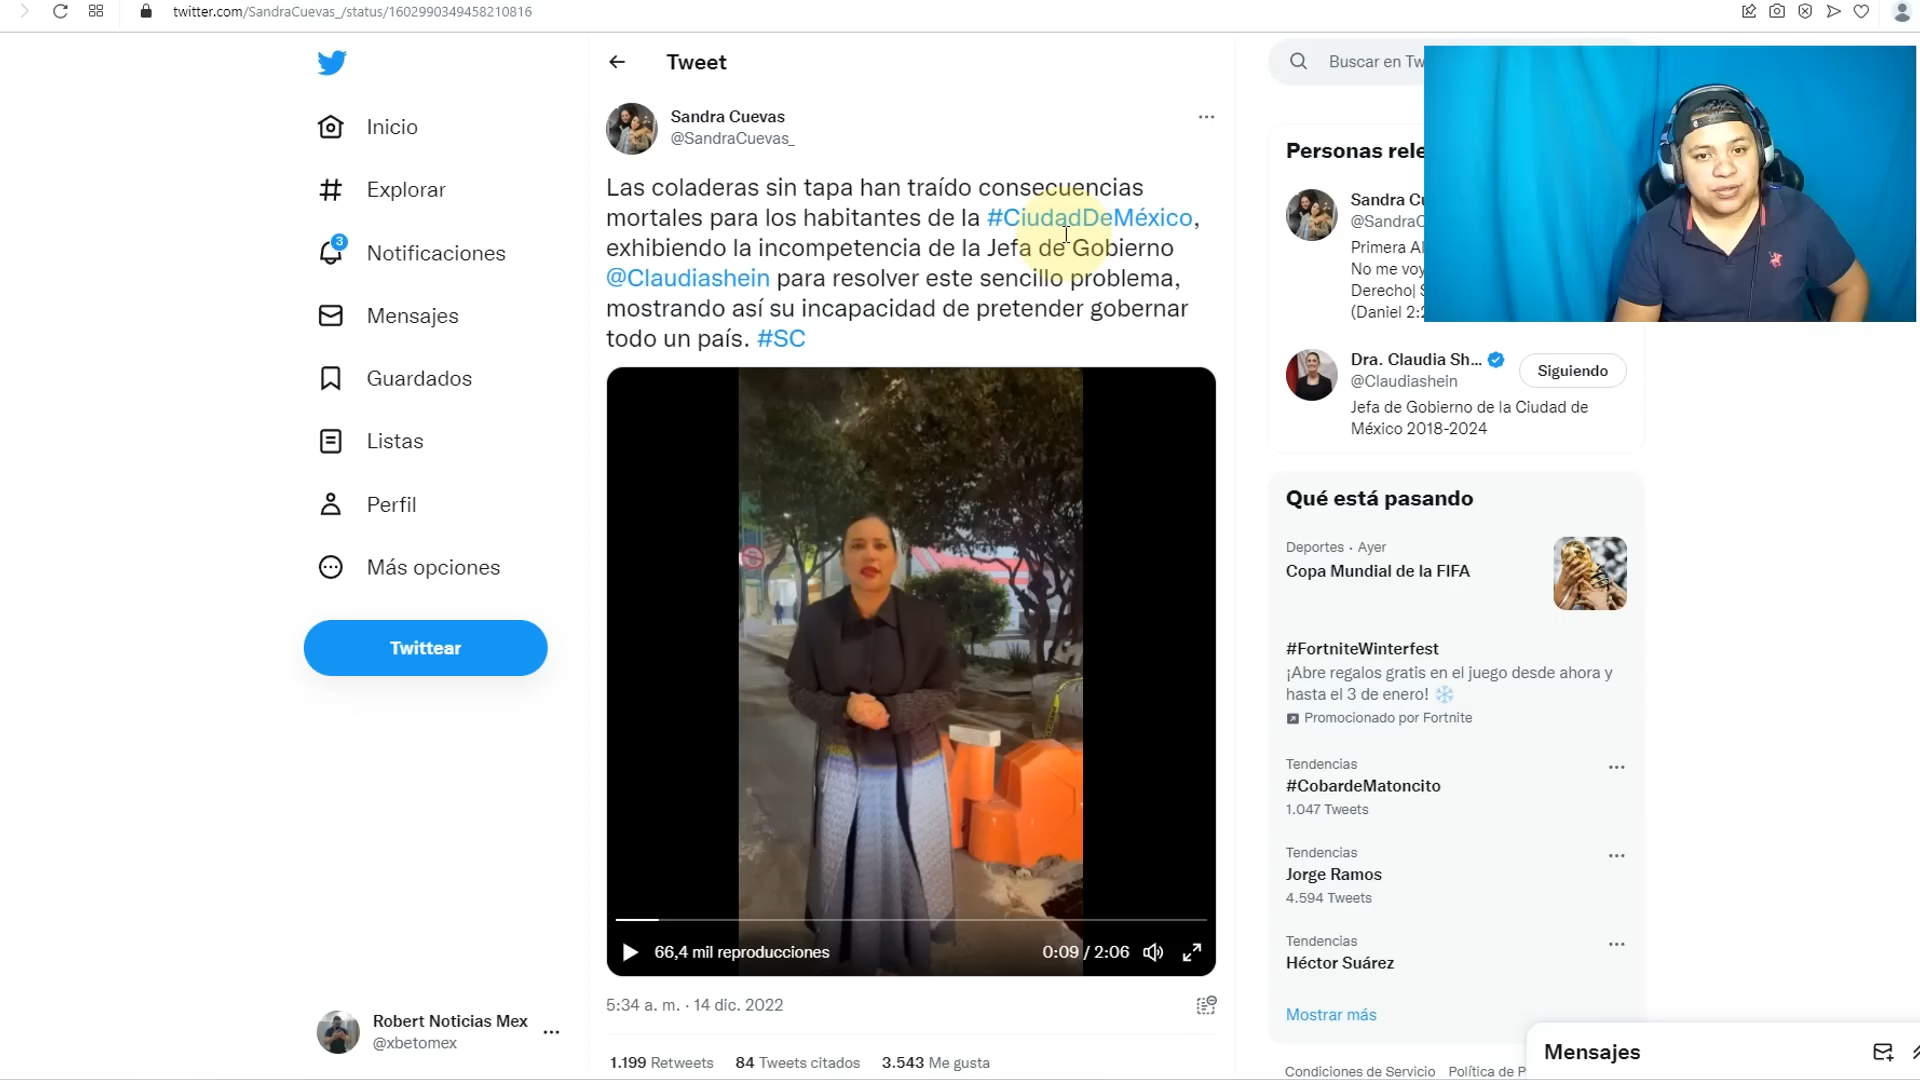 twitter.com/SandraCuevas_/status/1602990349458210816
Tweet
Buscar en Tw
Inicio
Explorar
3
Notificaciones
Mensajes
Guardados
Listas
Perfil
Más opciones
Twittear
Robert Noticias Mex
@xbetomex
Sandra Cuevas
@SandraCuevas_
Las coladeras sin tapa han traído consecuencias
mortales para los habitantes de la #CiudadDeMéxico,
exhibiendo la incompetencia de la Jefa de Gobierno
@Claudiashein para resolver este sencillo problema,
mostrando así su incapacidad de pretender gobernar
todo un país. #SC
66,4 mil reproducciones
0:09 / 2:06
5:34 a. m. · 14 dic. 2022
1.199 Retweets 84 Tweets citados 3.543 Me gusta
Personas rele
Sandra Cu
@SandraC
Primera Al
No me voy
Derecho| S
(Daniel 2:2
Dra. Claudia Sh...
@Claudiashein
Siguiendo
Jefa de Gobierno de la Ciudad de
México 2018-2024
Qué está pasando
Deportes · Ayer
Copa Mundial de la FIFA
#FortniteWinterfest
¡Abre regalos gratis en el juego desde ahora y
hasta el 3 de enero! ❄️
Promocionado por Fortnite
Tendencias
#CobardeMatoncito
1.047 Tweets
Tendencias
Jorge Ramos
4.594 Tweets
Tendencias
Héctor Suárez
Mostrar más
Condiciones de Servicio Política de P
Mensajes